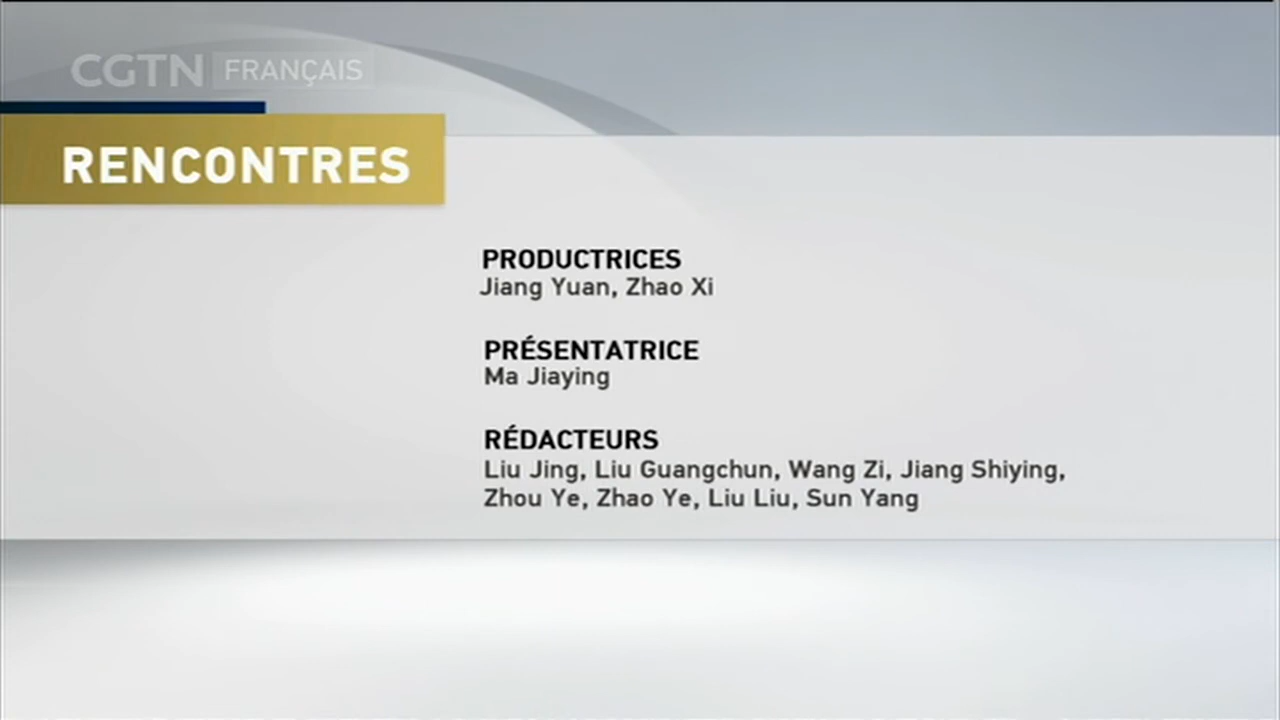 CGTN FRANÇAIS
RENCONTRES
PRODUCTRICES
Jiang Yuan, Zhao Xi
PRÉSENTATRICE
Ma Jiaying
RÉDACTEURS
Liu Jing, Liu Guangchun, Wang Zi, Jiang Shiying,
Zhou Ye, Zhao Ye, Liu Liu, Sun Yang